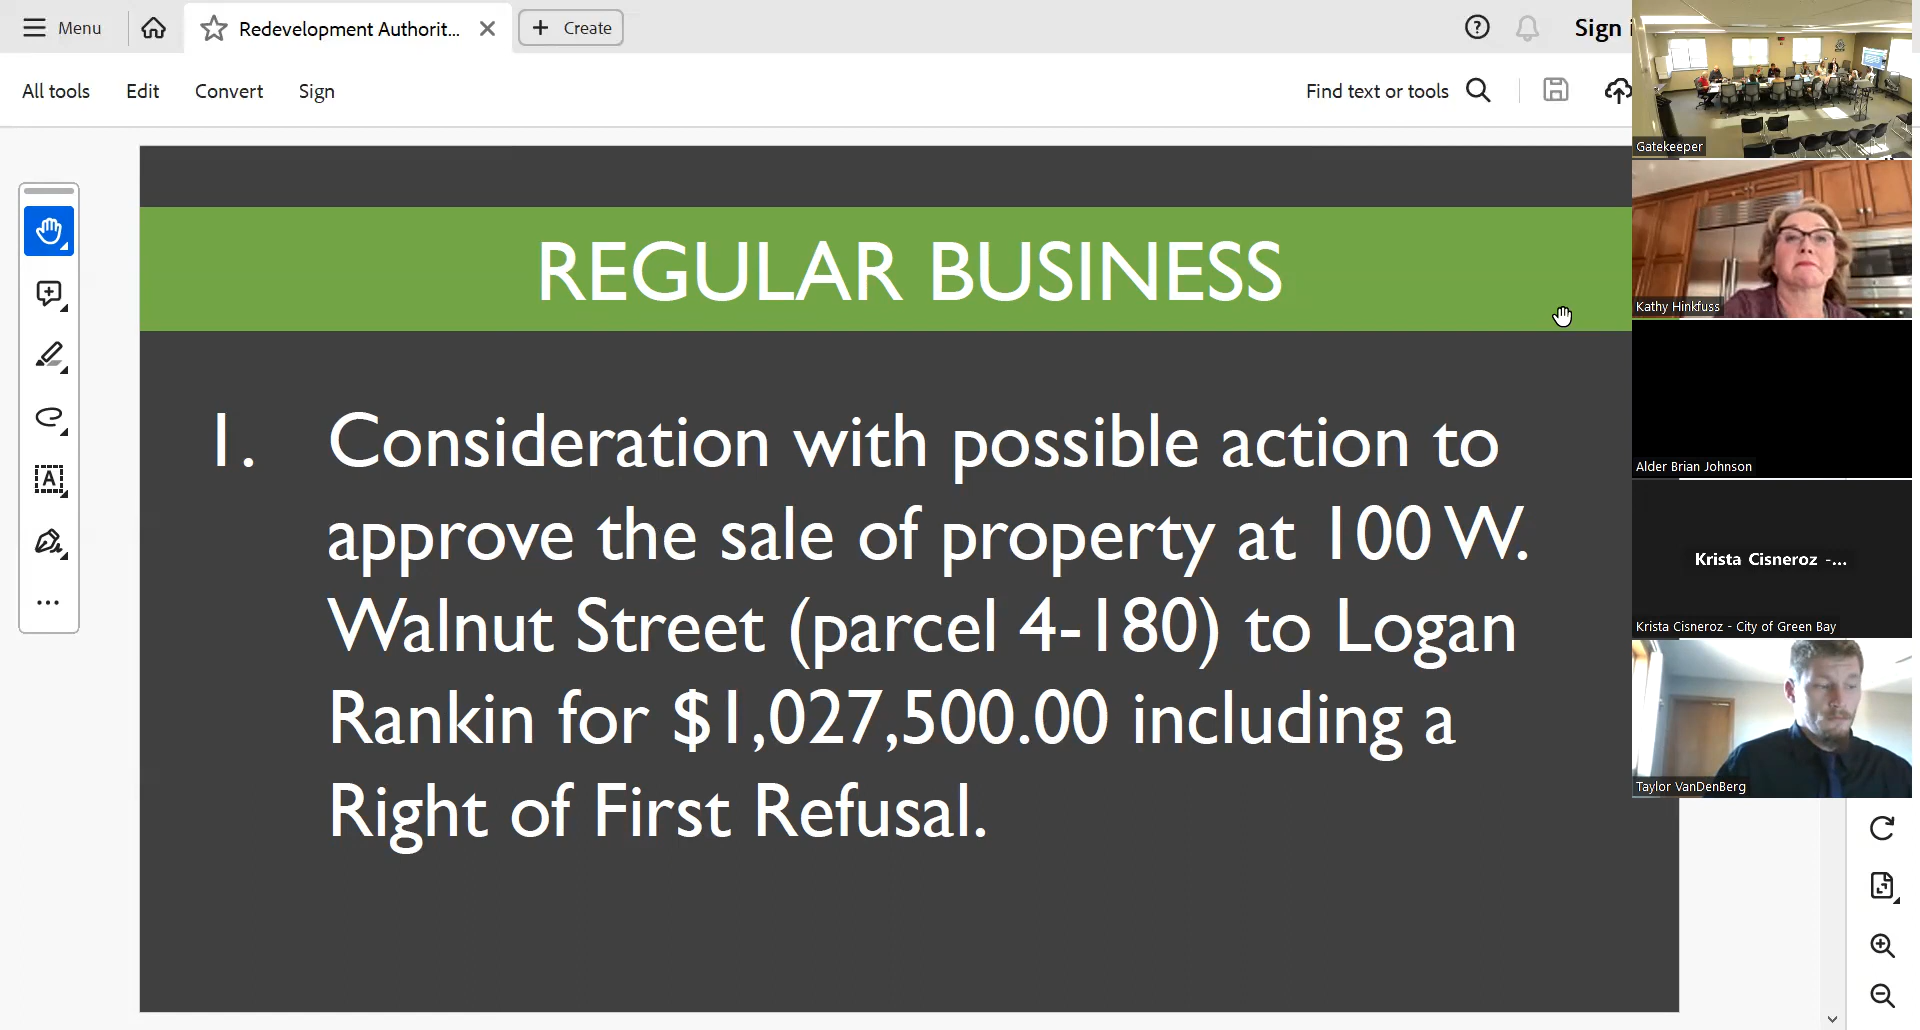 Menu
Redevelopment Authorit...
Create
Sign i
All tools
Edit
Convert
Sign
Find text or tools
REGULAR BUSINESS
1. Consideration with possible action to
approve the sale of property at 100 W.
Walnut Street (parcel 4-180) to Logan
Rankin for $1,027,500.00 including a
Right of First Refusal.
Gatekeeper
Kathy Hinkfuss
Alder Brian Johnson
Krista Cisneroz -...
Krista Cisneroz - City of Green Bay
Taylor VanDenBerg